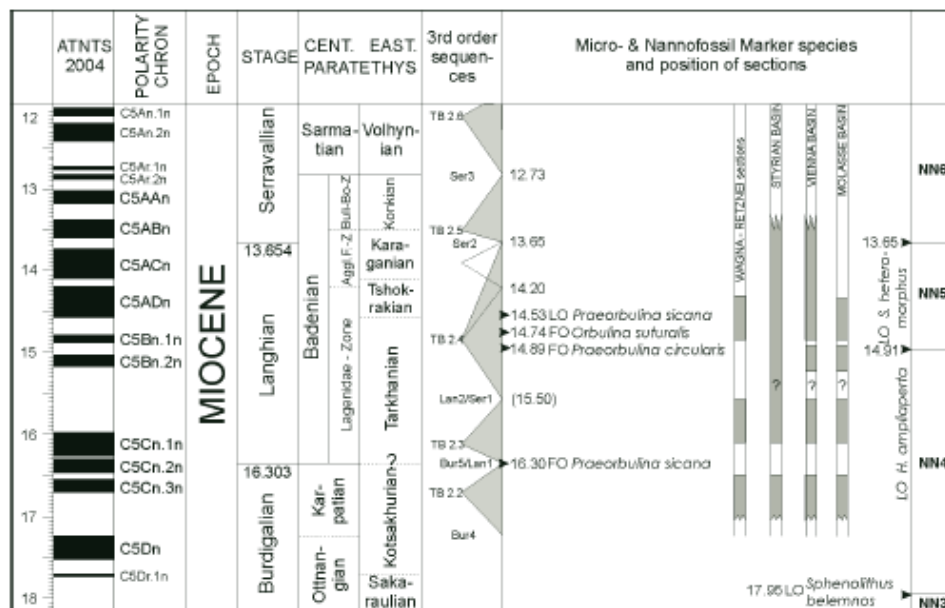 ATNTS
2004
POLARITY
CHRON
EPOCH
STAGE
CENT. EAST.
PARATETHYS
3rd order
sequen-
ces
Micro- & Nannofossil Marker species
and position of sections
12
13
14
15
16
17
18
C5An.1n
C5An.2n
C5Ar.1n
C5Ar.2n
C5AAn
C5ABn
C5ACn
C5ADn
C5Bn.1n
C5Bn.2n
C5Cn.1n
C5Cn.2n
C5Cn.3n
C5Dn
C5Dr.1n
MIOCENE
Serravallian
13.654
Langhian
16.303
Burdigalian
Sarma-
tian
Badenian
Kar-
patian
Ottnan-
gian
Bull-Bo-Z
Aggl.F.-Z
Lagenidae - Zone
Volhyn-
ian
Konkian
Kara-
ganian
Tshok-
rakian
Tarkhanian
Kotsakhurian-?
Saka-
raulian
TB 2.6
Ser3
TB 2.5
Ser2
TB 2.4
Lan2/Ser1
TB 2.3
Bur5/Lan1
TB 2.2
Bur4
12.73
13.65
14.20
14.53 LO Praeorbulina sicana
14.74 FO Orbulina suturalis
14.89 FO Praeorbulina circularis
(15.50)
16.30 FO Praeorbulina sicana
17.95 LO Sphenolithus
belemnos
WAGNA - RETZNEI sections
STYRIAN BASIN
VIENNA BASIN
MOLASSE BASIN
? ? ?
13.65
LO S. hetero-
morphus
14.91
LO H. ampliaperta
NN6
NN5
NN4
NN3